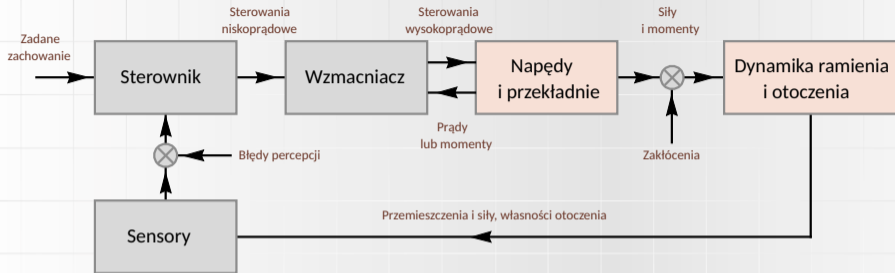 Sterowania
niskoprądowe
Sterowania
wysokoprądowe
Siły
i momenty
Zadane
zachowanie
Sterownik
Wzmacniacz
Napędy
i przekładnie
Dynamika ramienia
i otoczenia
Prądy
lub momenty
Błędy percepcji
Zakłócenia
Przemieszczenia i siły, własności otoczenia
Sensory